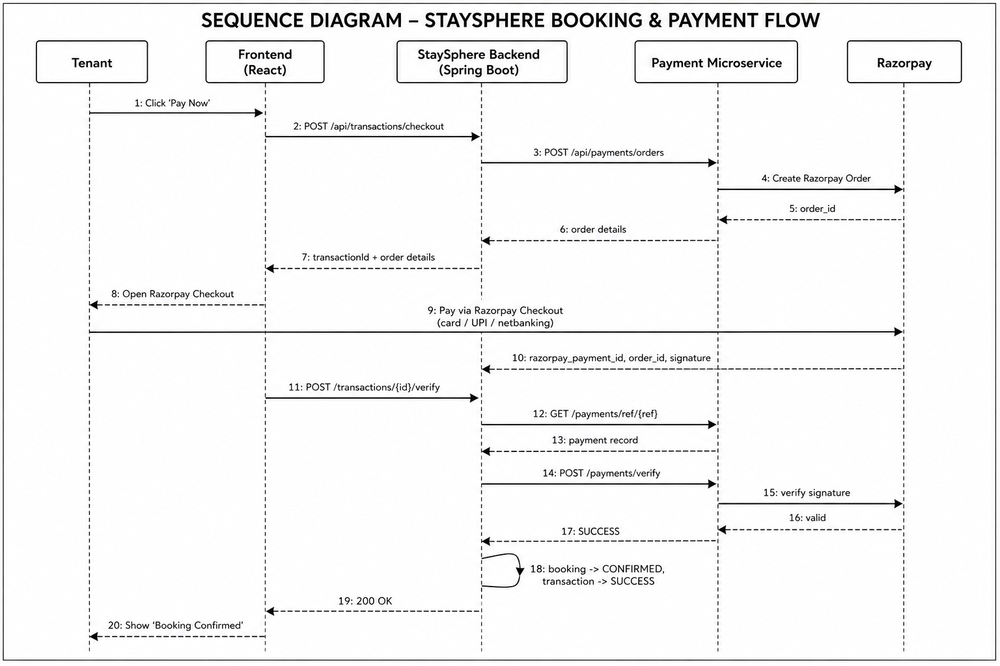 SEQUENCE DIAGRAM – STAYSPHERE BOOKING & PAYMENT FLOW
Tenant
Frontend
(React)
StaySphere Backend
(Spring Boot)
Payment Microservice
Razorpay
1: Click ‘Pay Now’
2: POST /api/transactions/checkout
3: POST /api/payments/orders
4: Create Razorpay Order
5: order_id
6: order details
7: transactionId + order details
8: Open Razorpay Checkout
9: Pay via Razorpay Checkout
(card / UPI / netbanking)
10: razorpay_payment_id, order_id, signature
11: POST /transactions/{id}/verify
12: GET /payments/ref/{ref}
13: payment record
14: POST /payments/verify
15: verify signature
16: valid
17: SUCCESS
18: booking -> CONFIRMED,
transaction -> SUCCESS
19: 200 OK
20: Show ‘Booking Confirmed’